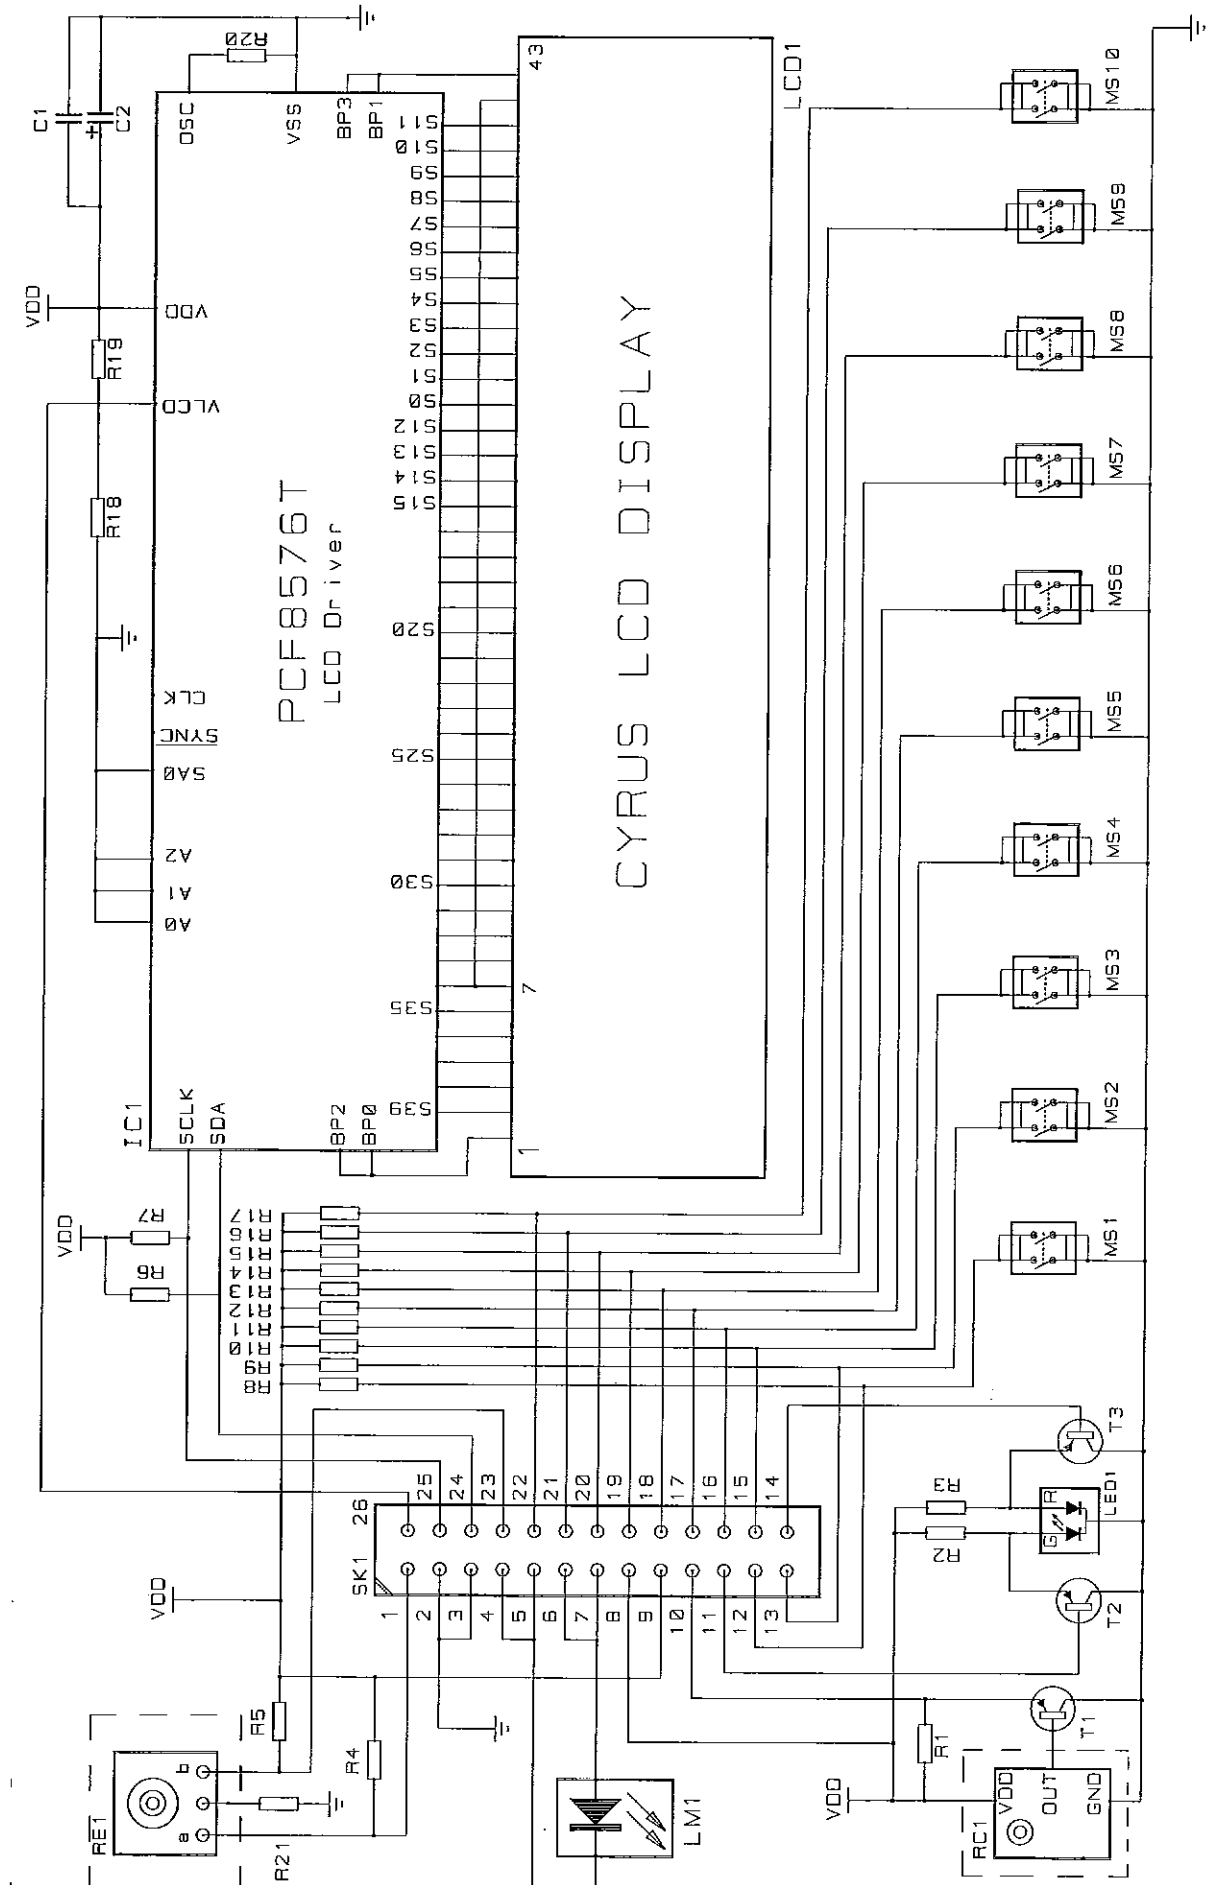 C1
C2
+
R20
OSC
VSS
BP3
BP1
S11
S10
S9
S8
S7
S6
S5
S4
S3
S2
S1
S0
S12
S13
S14
S15
S20
S25
S30
S35
S39
43
7
1
LCD1
CYRUS LCD DISPLAY
PCF8576T
LCD Driver
IC1
VDD
VDD
R19
VLCD
R18
CLK
SYNC
SA0
A2
A1
A0
SCLK
SDA
BP2
BP0
MS10
MS9
MS8
MS7
MS6
MS5
MS4
MS3
MS2
MS1
VDD
R7
R6
R17
R16
R15
R14
R13
R12
R11
R10
R9
R8
26
25
24
23
22
21
20
19
18
17
16
15
14
SK1
1
2
3
4
5
6
7
8
9
10
11
12
13
VDD
R5
R4
RE1
b
a
R21
LM1
T3
R3
R2
R
G
LED1
T2
T1
R1
VDD
RC1
VDD
OUT
GND